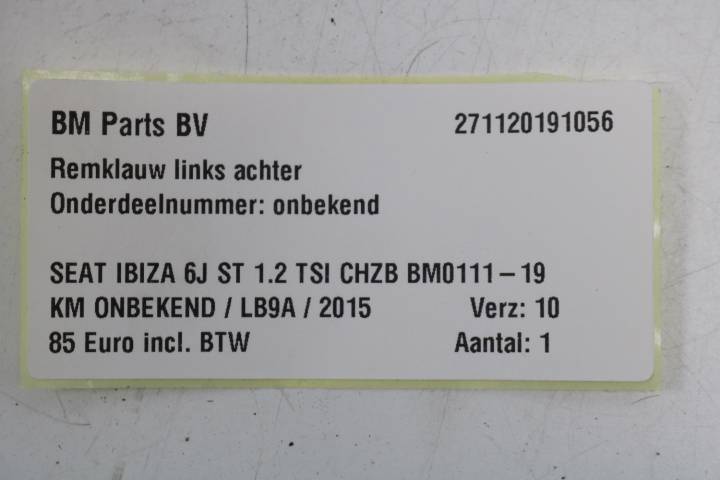 BM Parts BV 271120191056
Remklauw links achter
Onderdeelnummer: onbekend
SEAT IBIZA 6J ST 1.2 TSI CHZB BM0111-19
KM ONBEKEND / LB9A / 2015 Verz: 10
85 Euro incl. BTW Aantal: 1